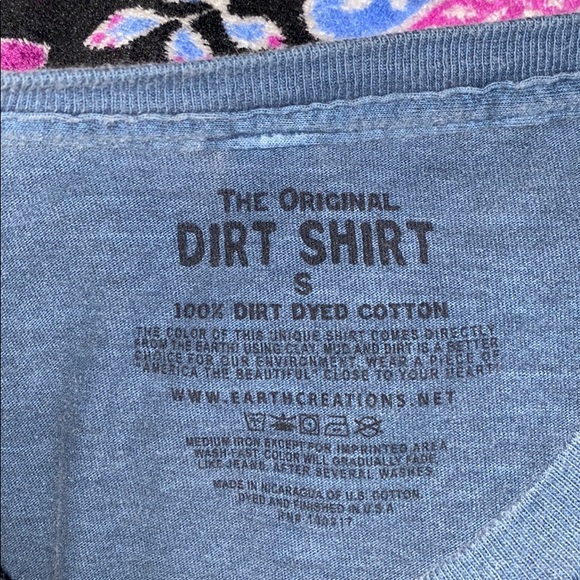 THE ORIGINAL
DIRT SHIRT
S
100% DIRT DYED COTTON
THE COLOR OF THIS UNIQUE SHIRT COMES DIRECTLY
FROM THE EARTH! USING CLAY, MUD AND DIRT IS A BETTER
CHOICE FOR OUR ENVIRONMENT. WEAR A PIECE OF
"AMERICA THE BEAUTIFUL" CLOSE TO YOUR HEART!
WWW.EARTHCREATIONS.NET
MEDIUM IRON EXCEPT FOR IMPRINTED AREA
WASH-FAST COLOR WILL GRADUALLY FADE,
LIKE JEANS, AFTER SEVERAL WASHES
MADE IN NICARAGUA OF U.S. COTTON.
DYED AND FINISHED IN U.S.A
RN#